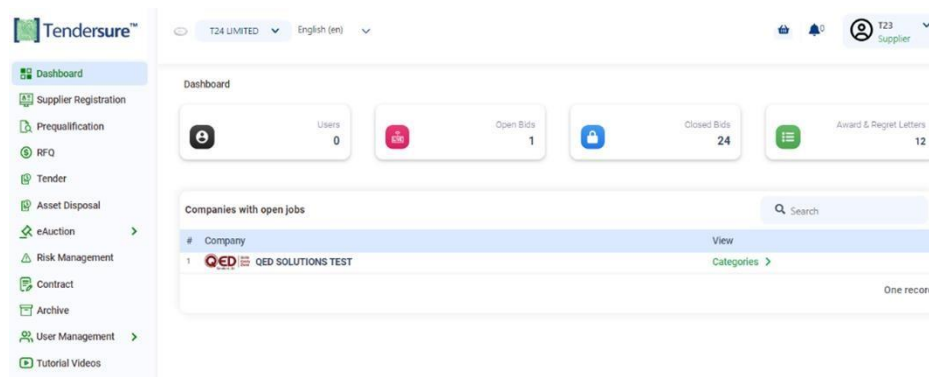 Tendersure™
T24 LIMITED English (en)
0
T23
Supplier
Dashboard
Supplier Registration
Prequalification
RFQ
Tender
Asset Disposal
eAuction
Risk Management
Contract
Archive
User Management
Tutorial Videos
Dashboard
Users
0
Open Bids
1
Closed Bids
24
Award & Regret Letters
12
Companies with open jobs
Search
# Company View
1 QED QED SOLUTIONS TEST Categories
One recor